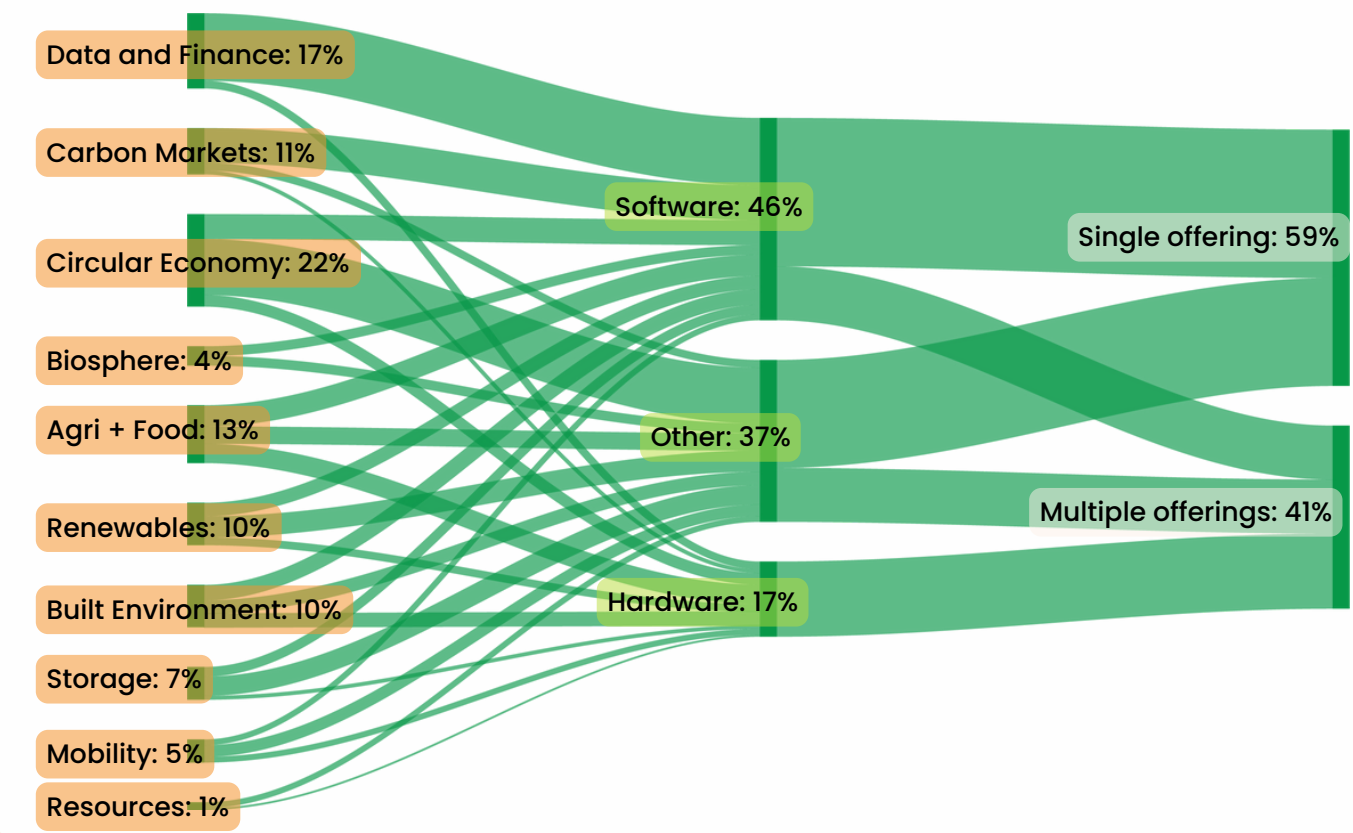 Data and Finance: 17%
Carbon Markets: 11%
Circular Economy: 22%
Biosphere: 4%
Agri + Food: 13%
Renewables: 10%
Built Environment: 10%
Storage: 7%
Mobility: 5%
Resources: 1%
Software: 46%
Other: 37%
Hardware: 17%
Single offering: 59%
Multiple offerings: 41%